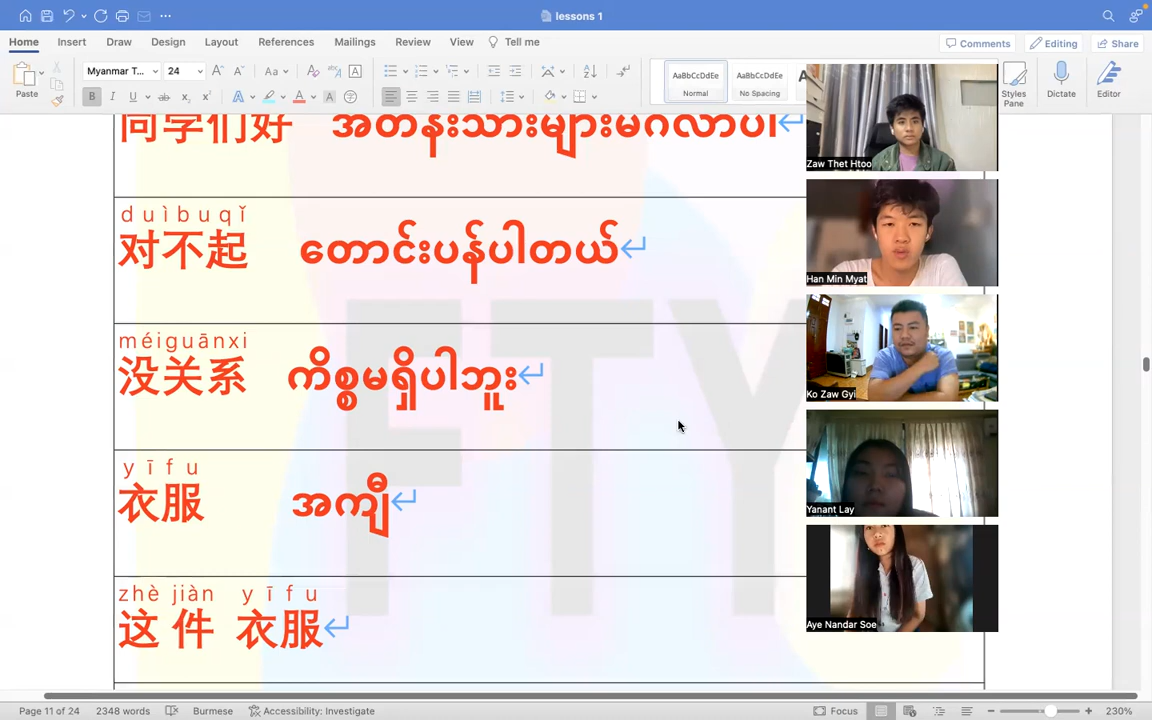 lessons 1
Home Insert Draw Design Layout References Mailings Review View Tell me Comments Editing Share
Paste Myanmar T... 24 AaBbCcDdEe Normal AaBbCcDdEe No Spacing Styles Pane Dictate Editor
同学们好 အတန်းသားများမင်္ဂလာပါ
duìbuqǐ
对不起 တောင်းပန်ပါတယ်
méiguānxi
没关系 ကိစ္စမရှိပါဘူး
yīfu
衣服 အကျီ
zhè jiàn yīfu
这 件 衣服
FTY
Zaw Thet Htoo
Han Min Myat
Ko Zaw Gyi
Yanant Lay
Aye Nandar Soe
Page 11 of 24 2348 words Burmese Accessibility: Investigate Focus 230%